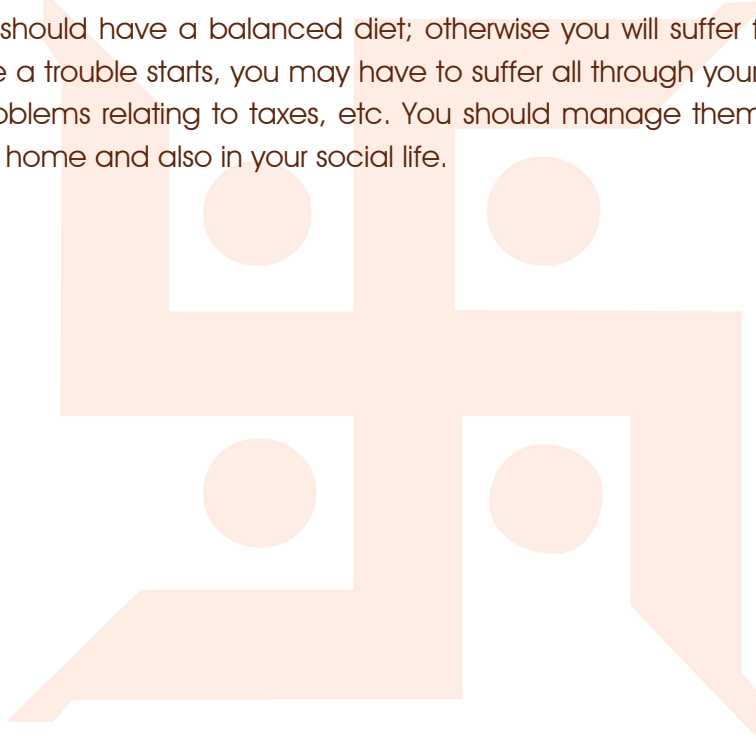 should have a balanced diet; otherwise you will suffer
a trouble starts, you may have to suffer all through your
relating to taxes, etc. You should manage them
home and also in your social life.